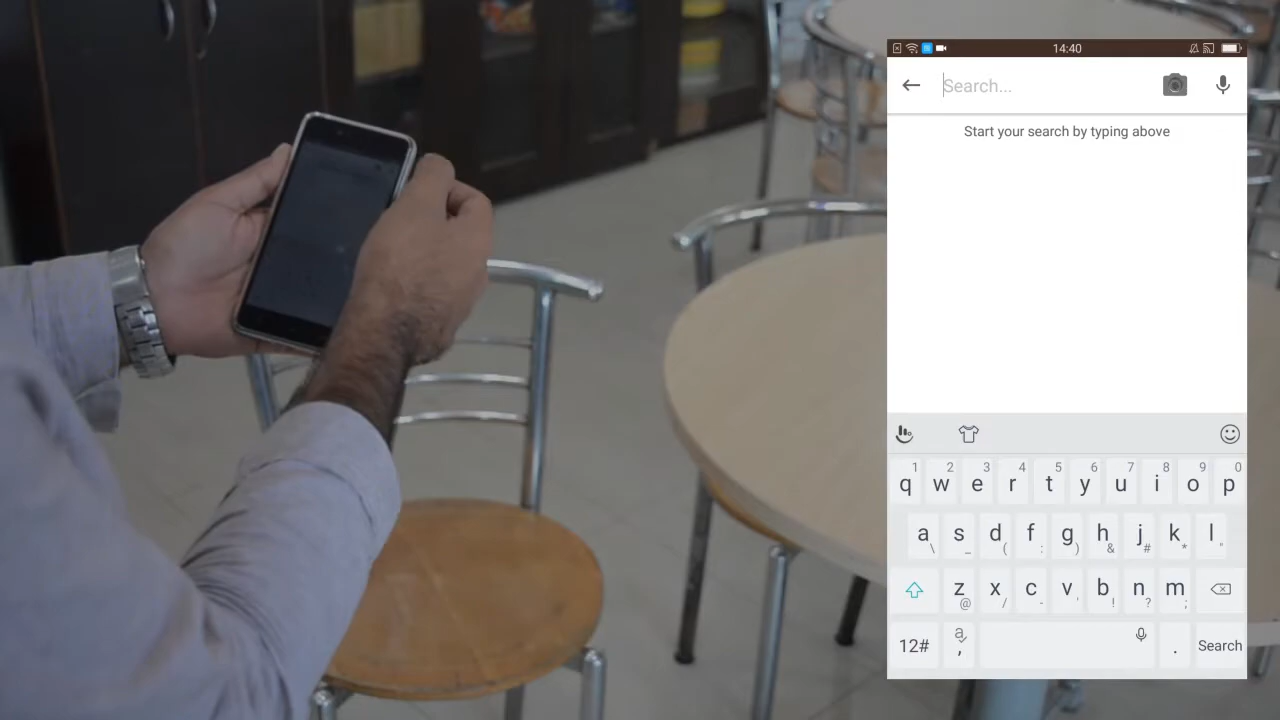 14:40
Search...
Start your search by typing above
1 2 3 4 5 6 7 8 9 0
q w e r t y u i o p
a s d f g h j k l
\ _ ( : ) & # * "
z x c v b n m
@ / - ' ! ? ;
12# a , . Search